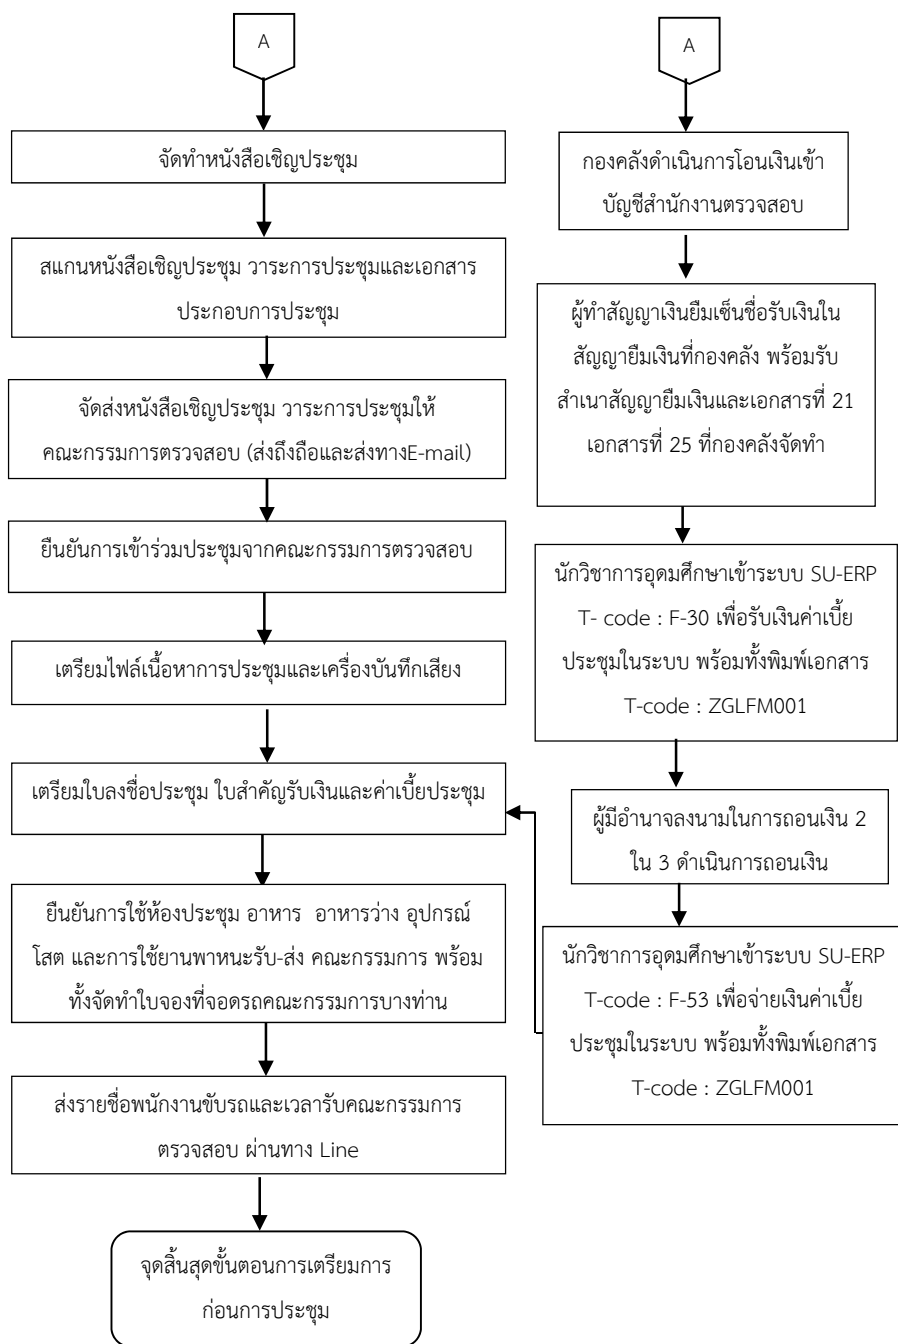 A
จัดทำหนังสือเชิญประชุม
สแกนหนังสือเชิญประชุม วาระการประชุมและเอกสาร
ประกอบการประชุม
จัดส่งหนังสือเชิญประชุม วาระการประชุมให้
คณะกรรมการตรวจสอบ (ส่งถึงถือและส่งทางE-mail)
ยืนยันการเข้าร่วมประชุมจากคณะกรรมการตรวจสอบ
เตรียมไฟล์เนื้อหาการประชุมและเครื่องบันทึกเสียง
เตรียมใบลงชื่อประชุม ใบสำคัญรับเงินและค่าเบี้ยประชุม
ยืนยันการใช้ห้องประชุม อาหาร อาหารว่าง อุปกรณ์
โสต และการใช้ยานพาหนะรับ-ส่ง คณะกรรมการ พร้อม
ทั้งจัดทำใบจองที่จอดรถคณะกรรมการบางท่าน
ส่งรายชื่อพนักงานขับรถและเวลารับคณะกรรมการ
ตรวจสอบ ผ่านทาง Line
จุดสิ้นสุดขั้นตอนการเตรียมการ
ก่อนการประชุม
A
กองคลังดำเนินการโอนเงินเข้า
บัญชีสำนักงานตรวจสอบ
ผู้ทำสัญญาเงินยืมเซ็นชื่อรับเงินใน
สัญญายืมเงินที่กองคลัง พร้อมรับ
สำเนาสัญญายืมเงินและเอกสารที่ 21
เอกสารที่ 25 ที่กองคลังจัดทำ
นักวิชาการอุดมศึกษาเข้าระบบ SU-ERP
T- code : F-30 เพื่อรับเงินค่าเบี้ย
ประชุมในระบบ พร้อมทั้งพิมพ์เอกสาร
T-code : ZGLFM001
ผู้มีอำนาจลงนามในการถอนเงิน 2
ใน 3 ดำเนินการถอนเงิน
นักวิชาการอุดมศึกษาเข้าระบบ SU-ERP
T-code : F-53 เพื่อจ่ายเงินค่าเบี้ย
ประชุมในระบบ พร้อมทั้งพิมพ์เอกสาร
T-code : ZGLFM001